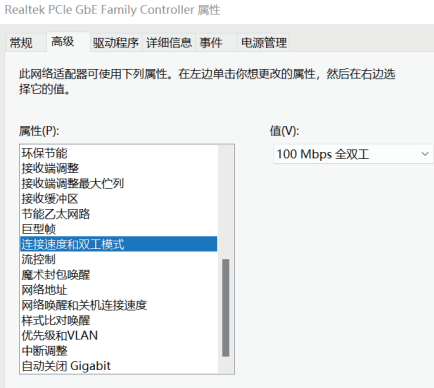 Realtek PCIe GbE Family Controller 属性
常规 高级 驱动程序 详细信息 事件 电源管理
此网络适配器可使用下列属性。在左边单击你想更改的属性，然后在右边选
择它的值。
属性(P): 值(V):
环保节能 100 Mbps 全双工
接收端调整
接收端调整最大伫列
接收缓冲区
节能乙太网路
巨型帧
连接速度和双工模式
流控制
魔术封包唤醒
网络地址
网络唤醒和关机连接速度
样式比对唤醒
优先级和VLAN
中断调整
自动关闭 Gigabit